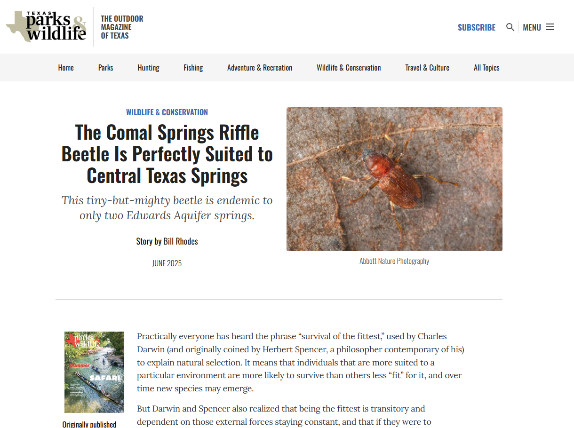 TEXAS
parks &
wildlife
THE OUTDOOR
MAGAZINE
OF TEXAS
SUBSCRIBE
MENU
Home Parks Hunting Fishing Adventure & Recreation Wildlife & Conservation Travel & Culture All Topics
WILDLIFE & CONSERVATION
The Comal Springs Riffle
Beetle Is Perfectly Suited to
Central Texas Springs
This tiny-but-mighty beetle is endemic to
only two Edwards Aquifer springs.
Story by Bill Rhodes
JUNE 2025
Abbott Nature Photography
parks &
wildlife
SAFARI
Originally published
Practically everyone has heard the phrase “survival of the fittest,” used by Charles
Darwin (and originally coined by Herbert Spencer, a philosopher contemporary of his)
to explain natural selection. It means that individuals that are more suited to a
particular environment are more likely to survive than others less “fit” for it, and over
time new species may emerge.
But Darwin and Spencer also realized that being the fittest is transitory and
dependent on those external forces staying constant, and that if they were to